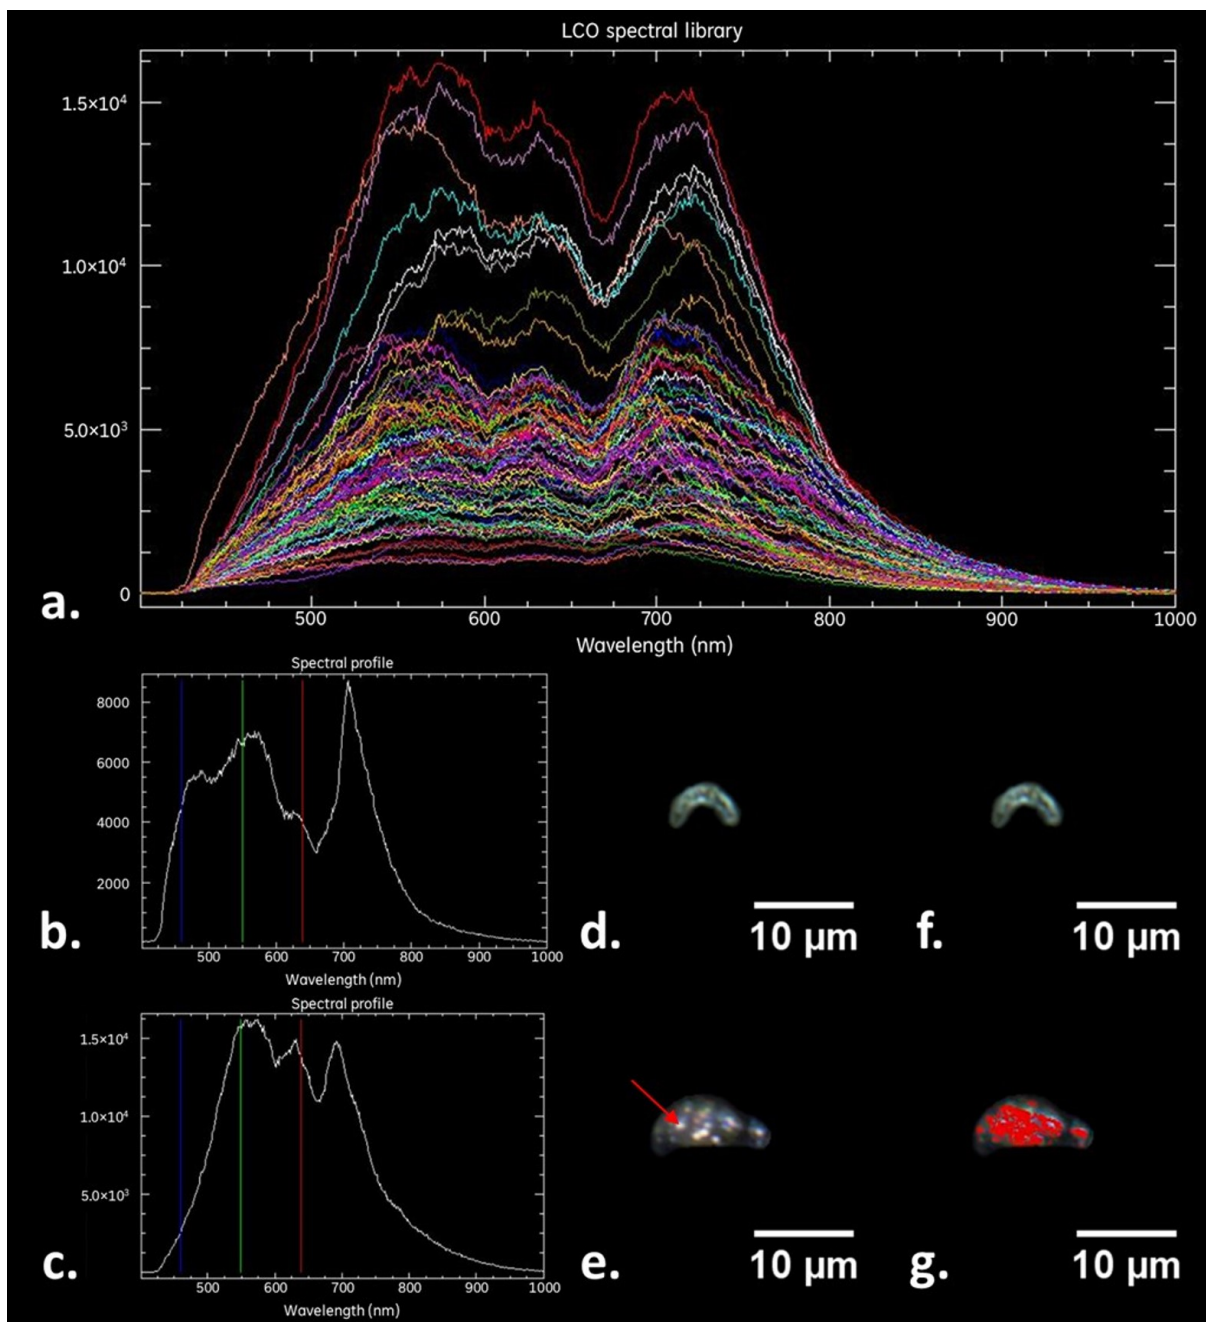 LCO spectral library
1.5×10⁴
1.0×10⁴
5.0×10³
0
500 600 700 800 900 1000
Wavelength (nm)
a.
Spectral profile
8000
6000
4000
2000
500 600 700 800 900 1000
Wavelength (nm)
b.
d.
10 µm
f.
10 µm
Spectral profile
1.5×10⁴
1.0×10⁴
5.0×10³
500 600 700 800 900 1000
Wavelength (nm)
c.
e.
10 µm
g.
10 µm